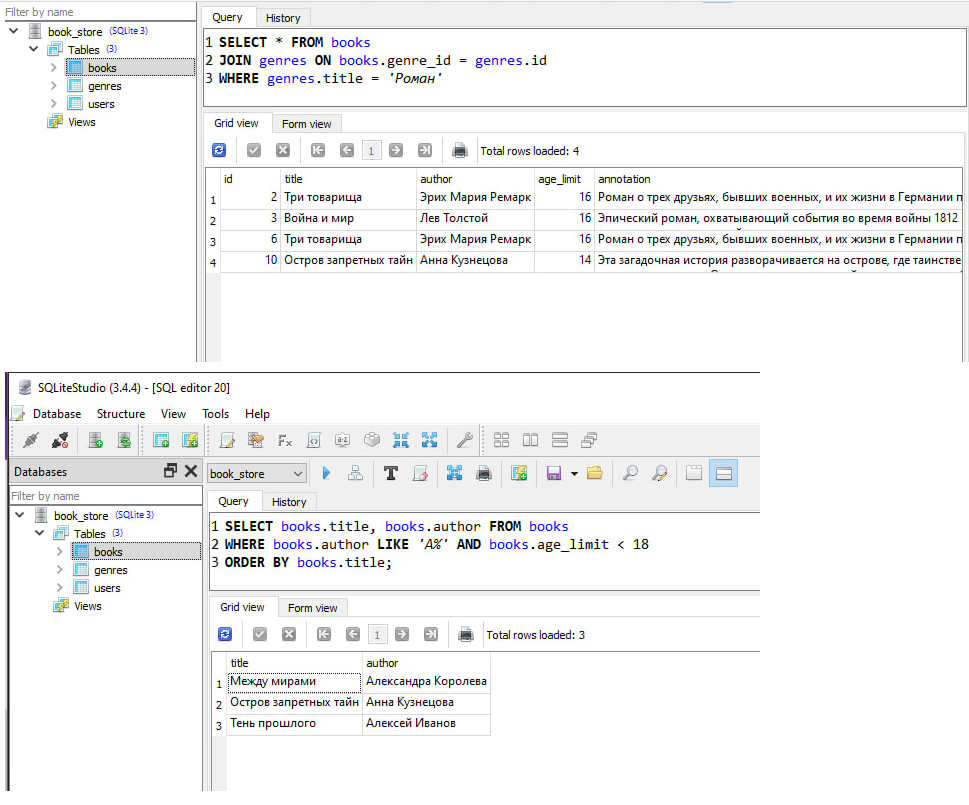 Filter by name
book_store (SQLite 3)
Tables (3)
books
genres
users
Views
Query History
1 SELECT * FROM books
2 JOIN genres ON books.genre_id = genres.id
3 WHERE genres.title = 'Роман'
Grid view Form view
1 Total rows loaded: 4
id title author age_limit annotation
1 2 Три товарища Эрих Мария Ремарк 16 Роман о трех друзьях, бывших военных, и их жизни в Германии п
2 3 Война и мир Лев Толстой 16 Эпический роман, охватывающий события во время войны 1812
3 6 Три товарища Эрих Мария Ремарк 16 Роман о трех друзьях, бывших военных, и их жизни в Германии п
4 10 Остров запретных тайн Анна Кузнецова 14 Эта загадочная история разворачивается на острове, где таинстве
SQLiteStudio (3.4.4) - [SQL editor 20]
Database Structure View Tools Help
Databases
book_store
Filter by name
book_store (SQLite 3)
Tables (3)
books
genres
users
Views
Query History
1 SELECT books.title, books.author FROM books
2 WHERE books.author LIKE 'А%' AND books.age_limit < 18
3 ORDER BY books.title;
Grid view Form view
1 Total rows loaded: 3
title author
1 Между мирами Александра Королева
2 Остров запретных тайн Анна Кузнецова
3 Тень прошлого Алексей Иванов